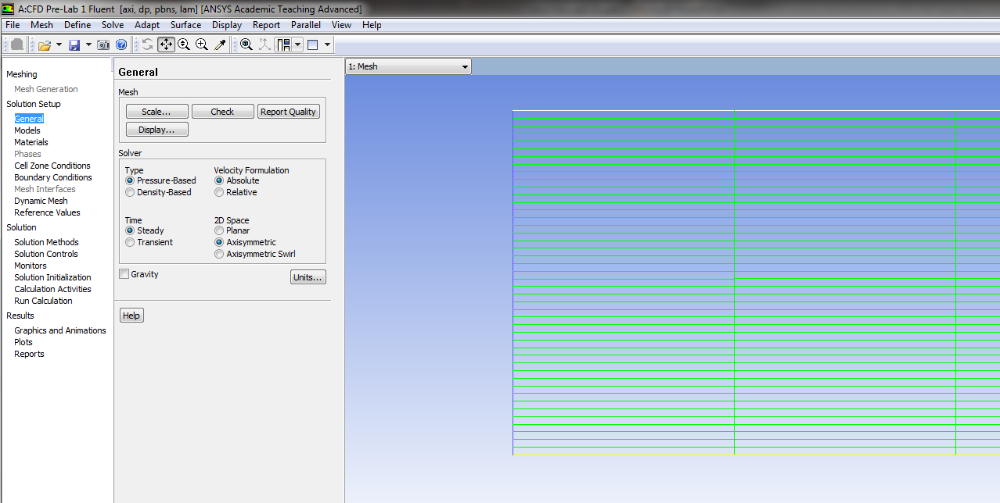 A:CFD Pre-Lab 1 Fluent [axi, dp, pbns, lam] [ANSYS Academic Teaching Advanced]
File Mesh Define Solve Adapt Surface Display Report Parallel View Help
Meshing
Mesh Generation
Solution Setup
General
Models
Materials
Phases
Cell Zone Conditions
Boundary Conditions
Mesh Interfaces
Dynamic Mesh
Reference Values
Solution
Solution Methods
Solution Controls
Monitors
Solution Initialization
Calculation Activities
Run Calculation
Results
Graphics and Animations
Plots
Reports
General
Mesh
Scale... Check Report Quality
Display...
Solver
Type Velocity Formulation
Pressure-Based Absolute
Density-Based Relative
Time 2D Space
Steady Planar
Transient Axisymmetric
Axisymmetric Swirl
Gravity Units...
Help
1: Mesh